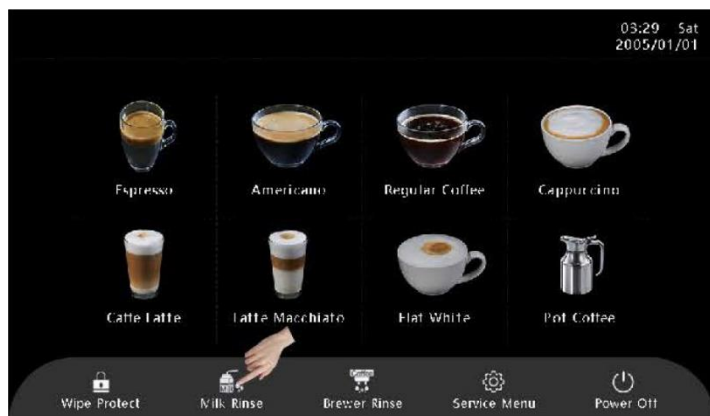 03:29 Sat
2005/01/01
Espresso
Americano
Regular Coffee
Cappuccino
Caffe Latte
Latte Macchiato
Flat White
Pot Coffee
Wipe Protect
Milk Rinse
Brewer Rinse
Service Menu
Power Off